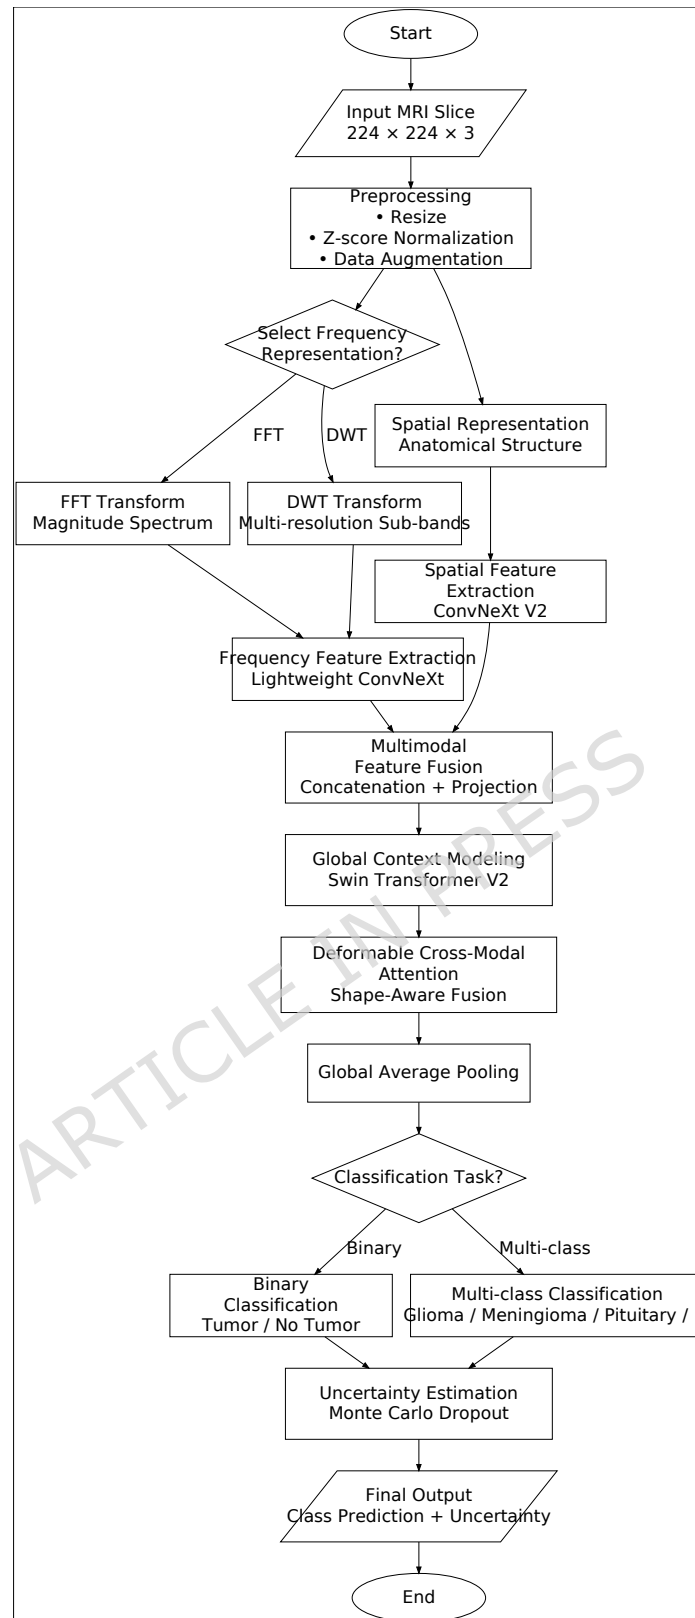 Start
Input MRI Slice
224 × 224 × 3
Preprocessing
• Resize
• Z-score Normalization
• Data Augmentation
Select Frequency
Representation?
FFT
DWT
Spatial Representation
Anatomical Structure
FFT Transform
Magnitude Spectrum
DWT Transform
Multi-resolution Sub-bands
Spatial Feature
Extraction
ConvNeXt V2
Frequency Feature Extraction
Lightweight ConvNeXt
Multimodal
Feature Fusion
Concatenation + Projection
Global Context Modeling
Swin Transformer V2
Deformable Cross-Modal
Attention
Shape-Aware Fusion
Global Average Pooling
Classification Task?
Binary
Multi-class
Binary
Classification
Tumor / No Tumor
Multi-class Classification
Glioma / Meningioma / Pituitary /
Uncertainty Estimation
Monte Carlo Dropout
Final Output
Class Prediction + Uncertainty
End
ARTICLE IN PRESS